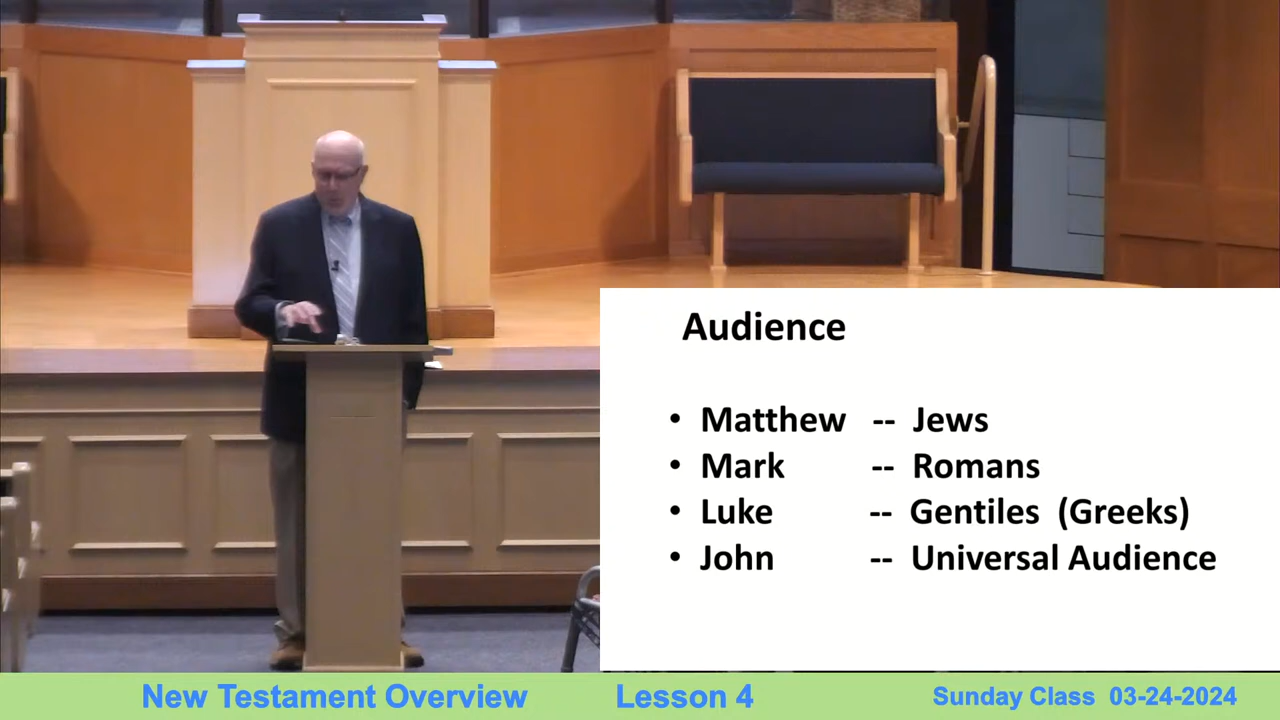 Audience
• Matthew -- Jews
• Mark -- Romans
• Luke -- Gentiles (Greeks)
• John -- Universal Audience
New Testament Overview Lesson 4 Sunday Class 03-24-2024